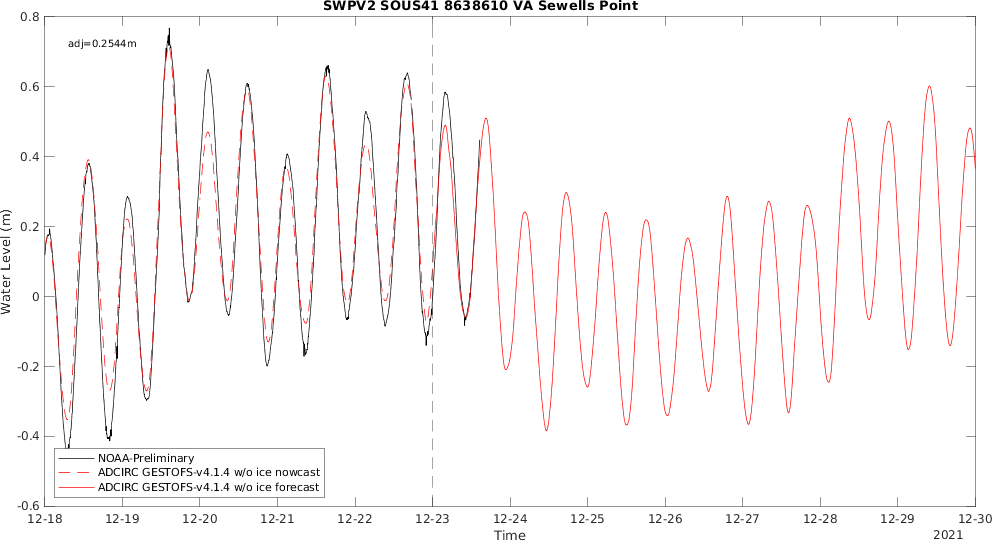 SWPV2 SOUS41 8638610 VA Sewells Point
adj=0.2544m
Water Level (m)
0.8
0.6
0.4
0.2
0
-0.2
-0.4
-0.6
NOAA-Preliminary
ADCIRC GESTOFS-v4.1.4 w/o ice nowcast
ADCIRC GESTOFS-v4.1.4 w/o ice forecast
12-18 12-19 12-20 12-21 12-22 12-23 12-24 12-25 12-26 12-27 12-28 12-29 12-30
Time
2021